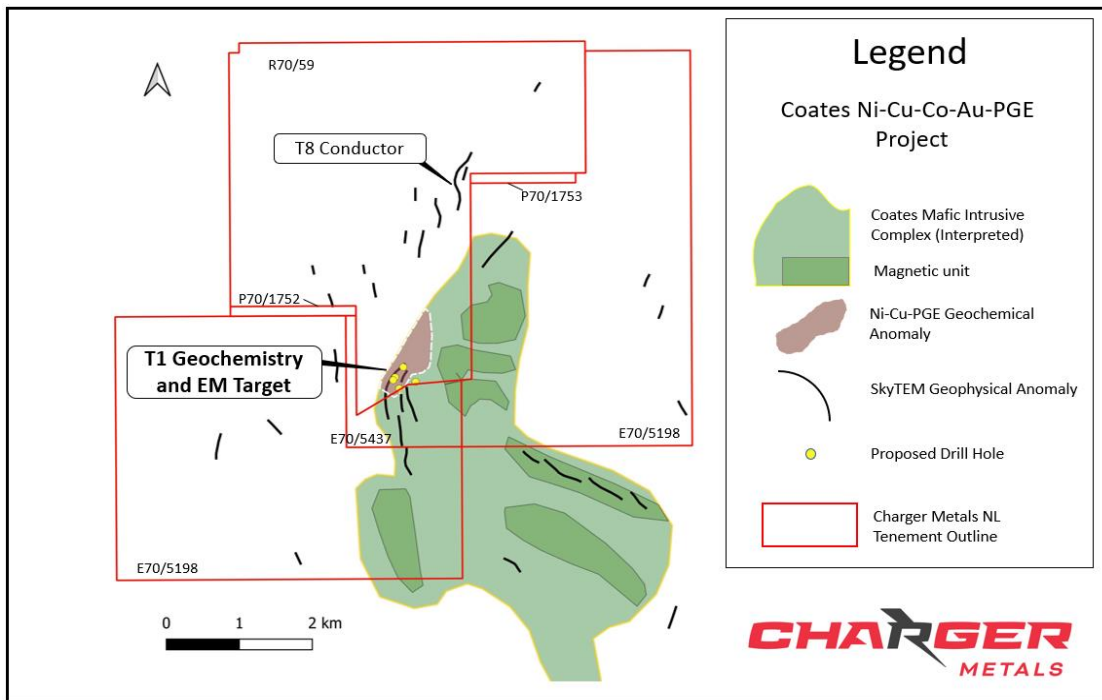 R70/59
T8 Conductor
P70/1753
P70/1752
T1 Geochemistry
and EM Target
E70/5437
E70/5198
E70/5198
0 1 2 km
Legend
Coates Ni-Cu-Co-Au-PGE
Project
Coates Mafic Intrusive
Complex (Interpreted)
Magnetic unit
Ni-Cu-PGE Geochemical
Anomaly
SkyTEM Geophysical Anomaly
Proposed Drill Hole
Charger Metals NL
Tenement Outline
CHARGER
METALS